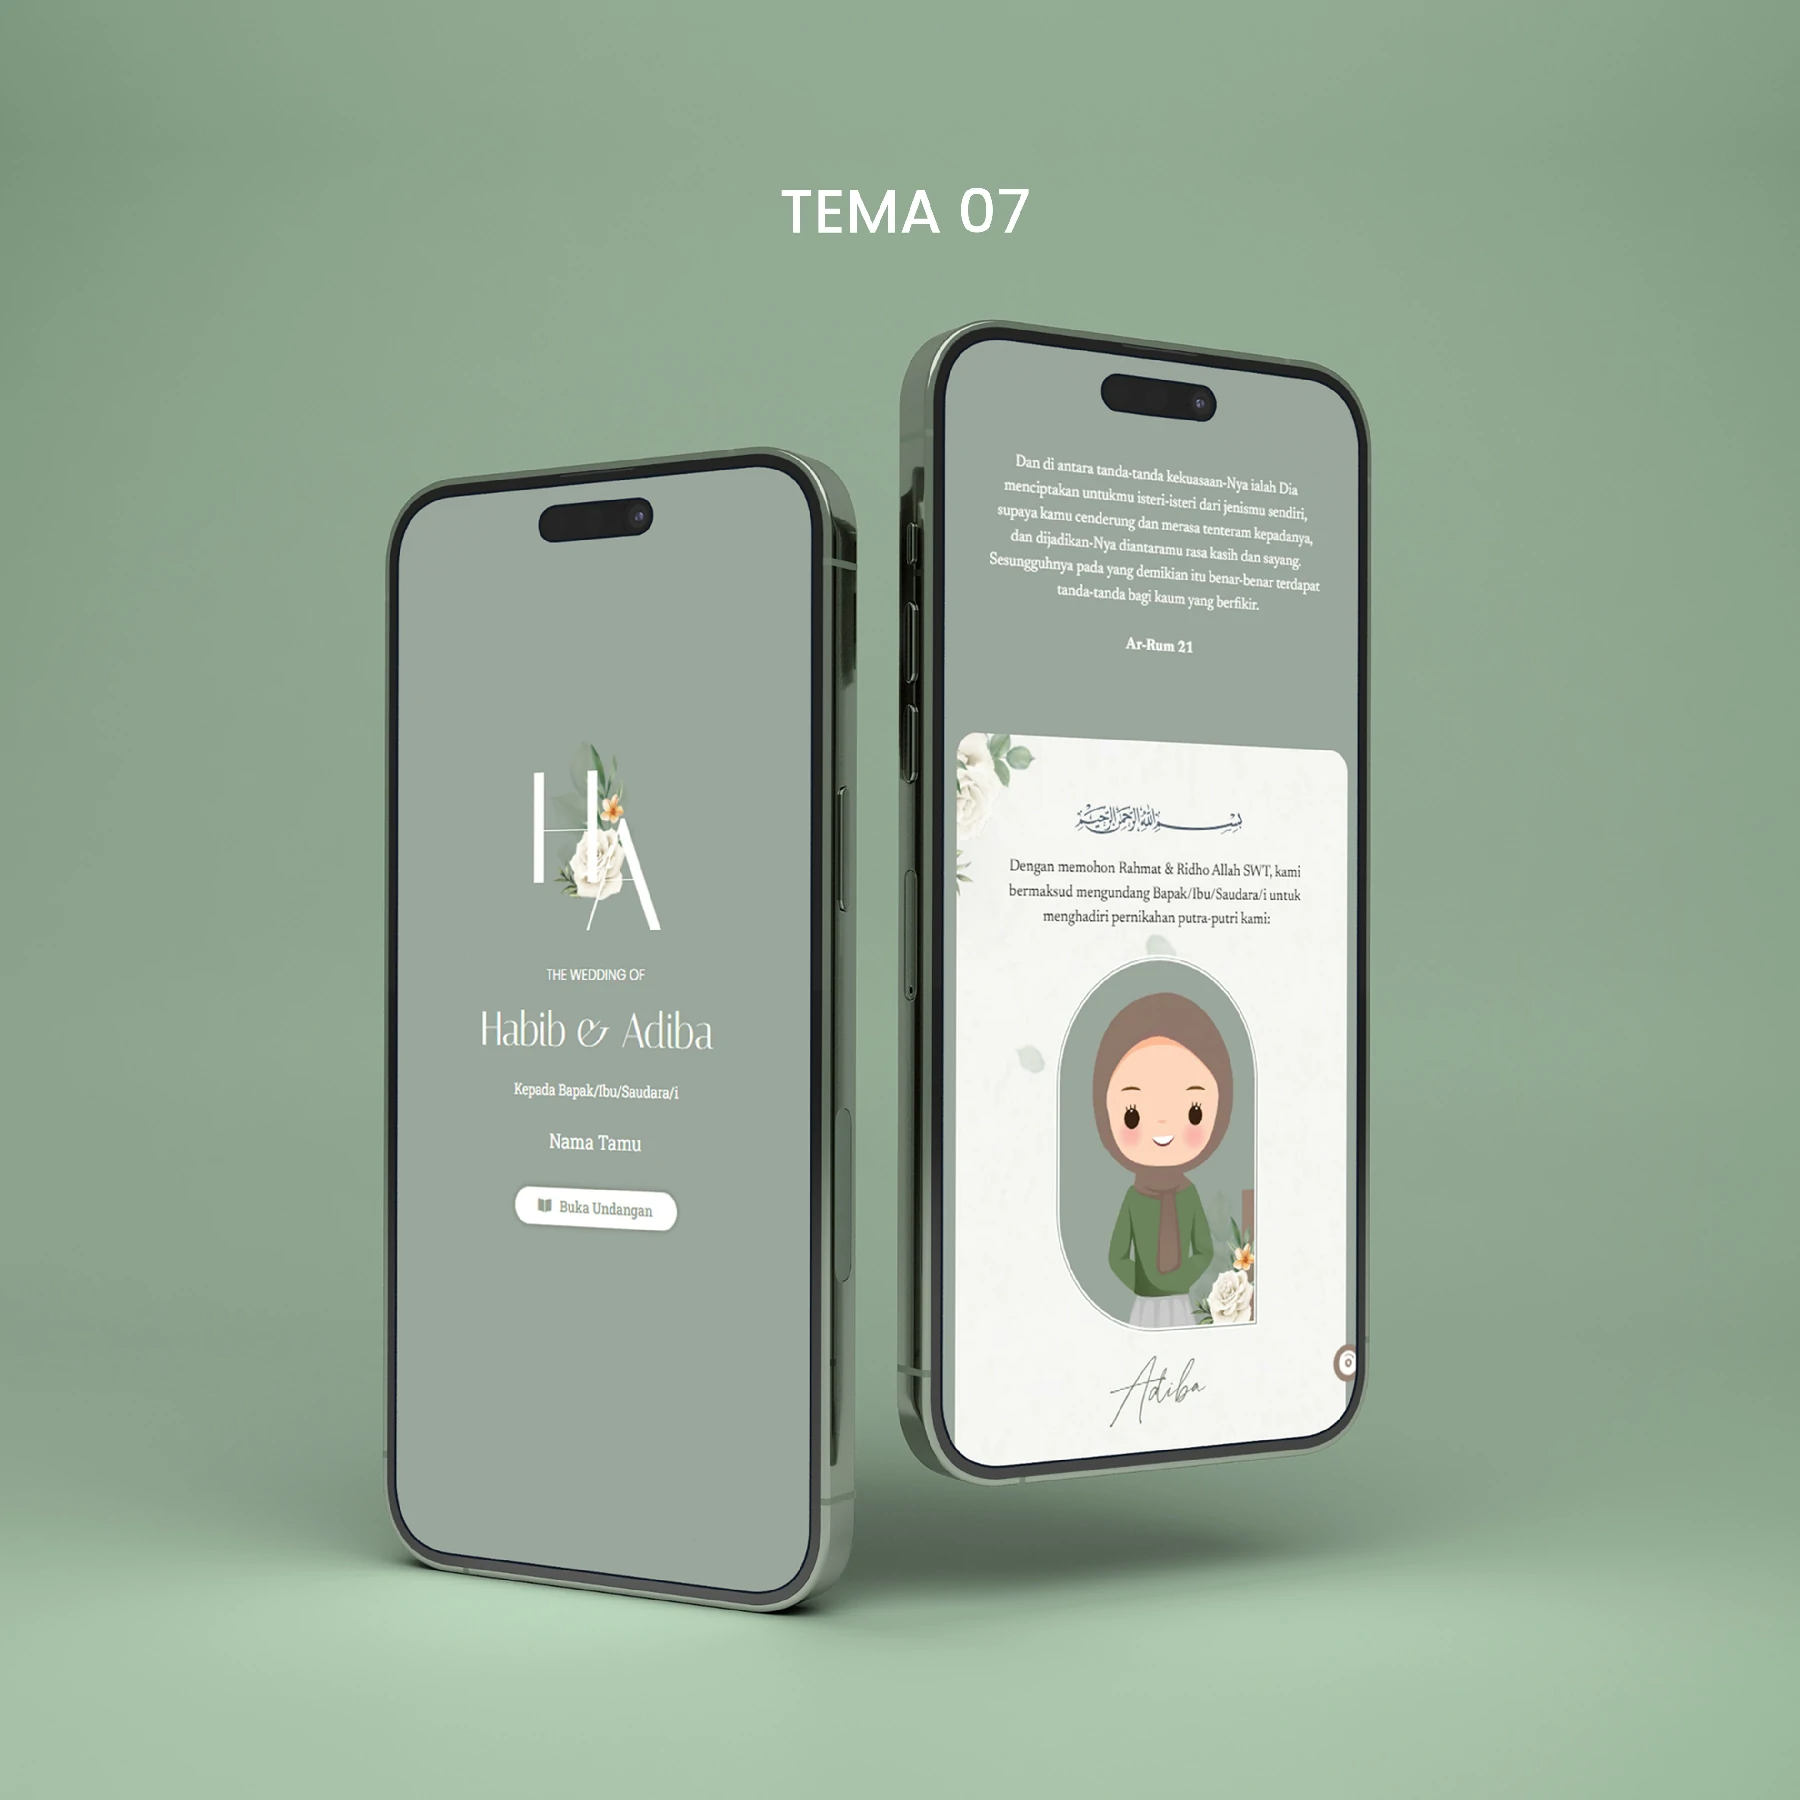 TEMA 07
HA
THE WEDDING OF
Habib & Adiba
Kepada Bapak/Ibu/Saudara/i
Nama Tamu
Buka Undangan
Dan di antara tanda-tanda kekuasaan-Nya ialah Dia
menciptakan untukmu isteri-isteri dari jenismu sendiri,
supaya kamu cenderung dan merasa tenteram kepadanya,
dan dijadikan-Nya diantaramu rasa kasih dan sayang.
Sesungguhnya pada yang demikian itu benar-benar terdapat
tanda-tanda bagi kaum yang berfikir.
Ar-Rum 21
بسم الله الرحمن الرحيم
Dengan memohon Rahmat & Ridho Allah SWT, kami
bermaksud mengundang Bapak/Ibu/Saudara/i untuk
menghadiri pernikahan putra-putri kami:
Adiba